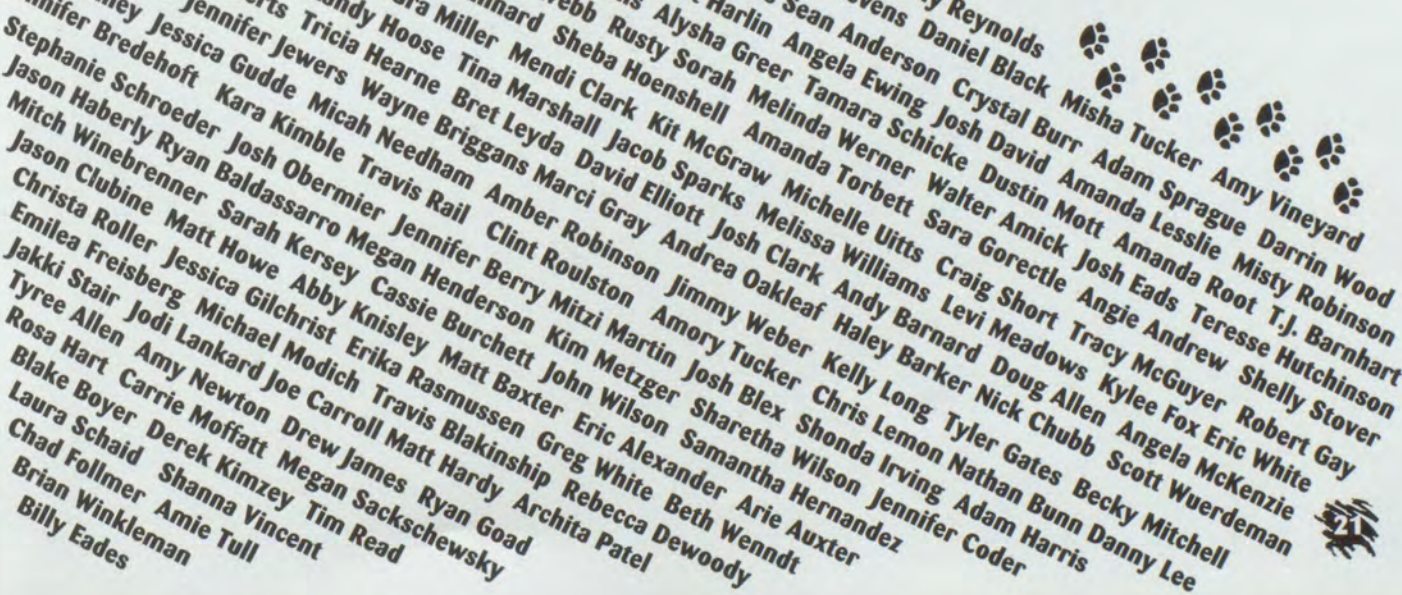 Reynolds
Daniel Black Misha Tucker Amy Vineyard
Sean Anderson Crystal Burr Adam Sprague Darrin Wood
Harlin Angela Ewing Josh David Amanda Lesslie Misty Robinson
Alysha Greer Tamara Schicke Dustin Mott Amanda Root T.J. Barnhart
Rusty Sorah Melinda Werner Walter Amick Josh Eads Teresse Hutchinson
Sheba Hoenshell Amanda Torbett Sara Gorectle Angie Andrew Shelly Stover
Miller Mendi Clark Kit McGraw Michelle Uitts Craig Short Tracy McGuyer Robert Gay
Hoose Tina Marshall Jacob Sparks Melissa Williams Levi Meadows Kylee Fox Eric White
Tricia Hearne Bret Leyda David Elliott Josh Clark Andy Barnard Doug Allen Angela McKenzie
Jennifer Jewers Wayne Briggans Marci Gray Andrea Oakleaf Haley Barker Nick Chubb Scott Wuerdeman
Jessica Gudde Micah Needham Amber Robinson Jimmy Weber Kelly Long Tyler Gates Becky Mitchell
Bredehoft Kara Kimble Travis Rail Clint Roulston Amory Tucker Chris Lemon Nathan Bunn Danny Lee
Stephanie Schroeder Josh Obermier Jennifer Berry Mitzi Martin Josh Blex Shonda Irving Adam Harris
Jason Haberly Ryan Baldassarro Megan Henderson Kim Metzger Sharetha Wilson Jennifer Coder
Mitch Winebrenner Sarah Kersey Cassie Burchett John Wilson Samantha Hernandez
Jason Clubine Matt Howe Abby Knisley Matt Baxter Eric Alexander Arie Auxter
Christa Roller Jessica Gilchrist Erika Rasmussen Greg White Beth Wenndt
Emilea Freisberg Michael Modich Travis Blakinship Rebecca Dewoody
Jakki Stair Jodi Lankard Joe Carroll Matt Hardy Archita Patel
Tyree Allen Amy Newton Drew James Ryan Goad
Rosa Hart Carrie Moffatt Megan Sackschewsky
Blake Boyer Derek Kimzey Tim Read
Laura Schaid Shanna Vincent
Chad Follmer Amie Tull
Brian Winkleman
Billy Eades
21